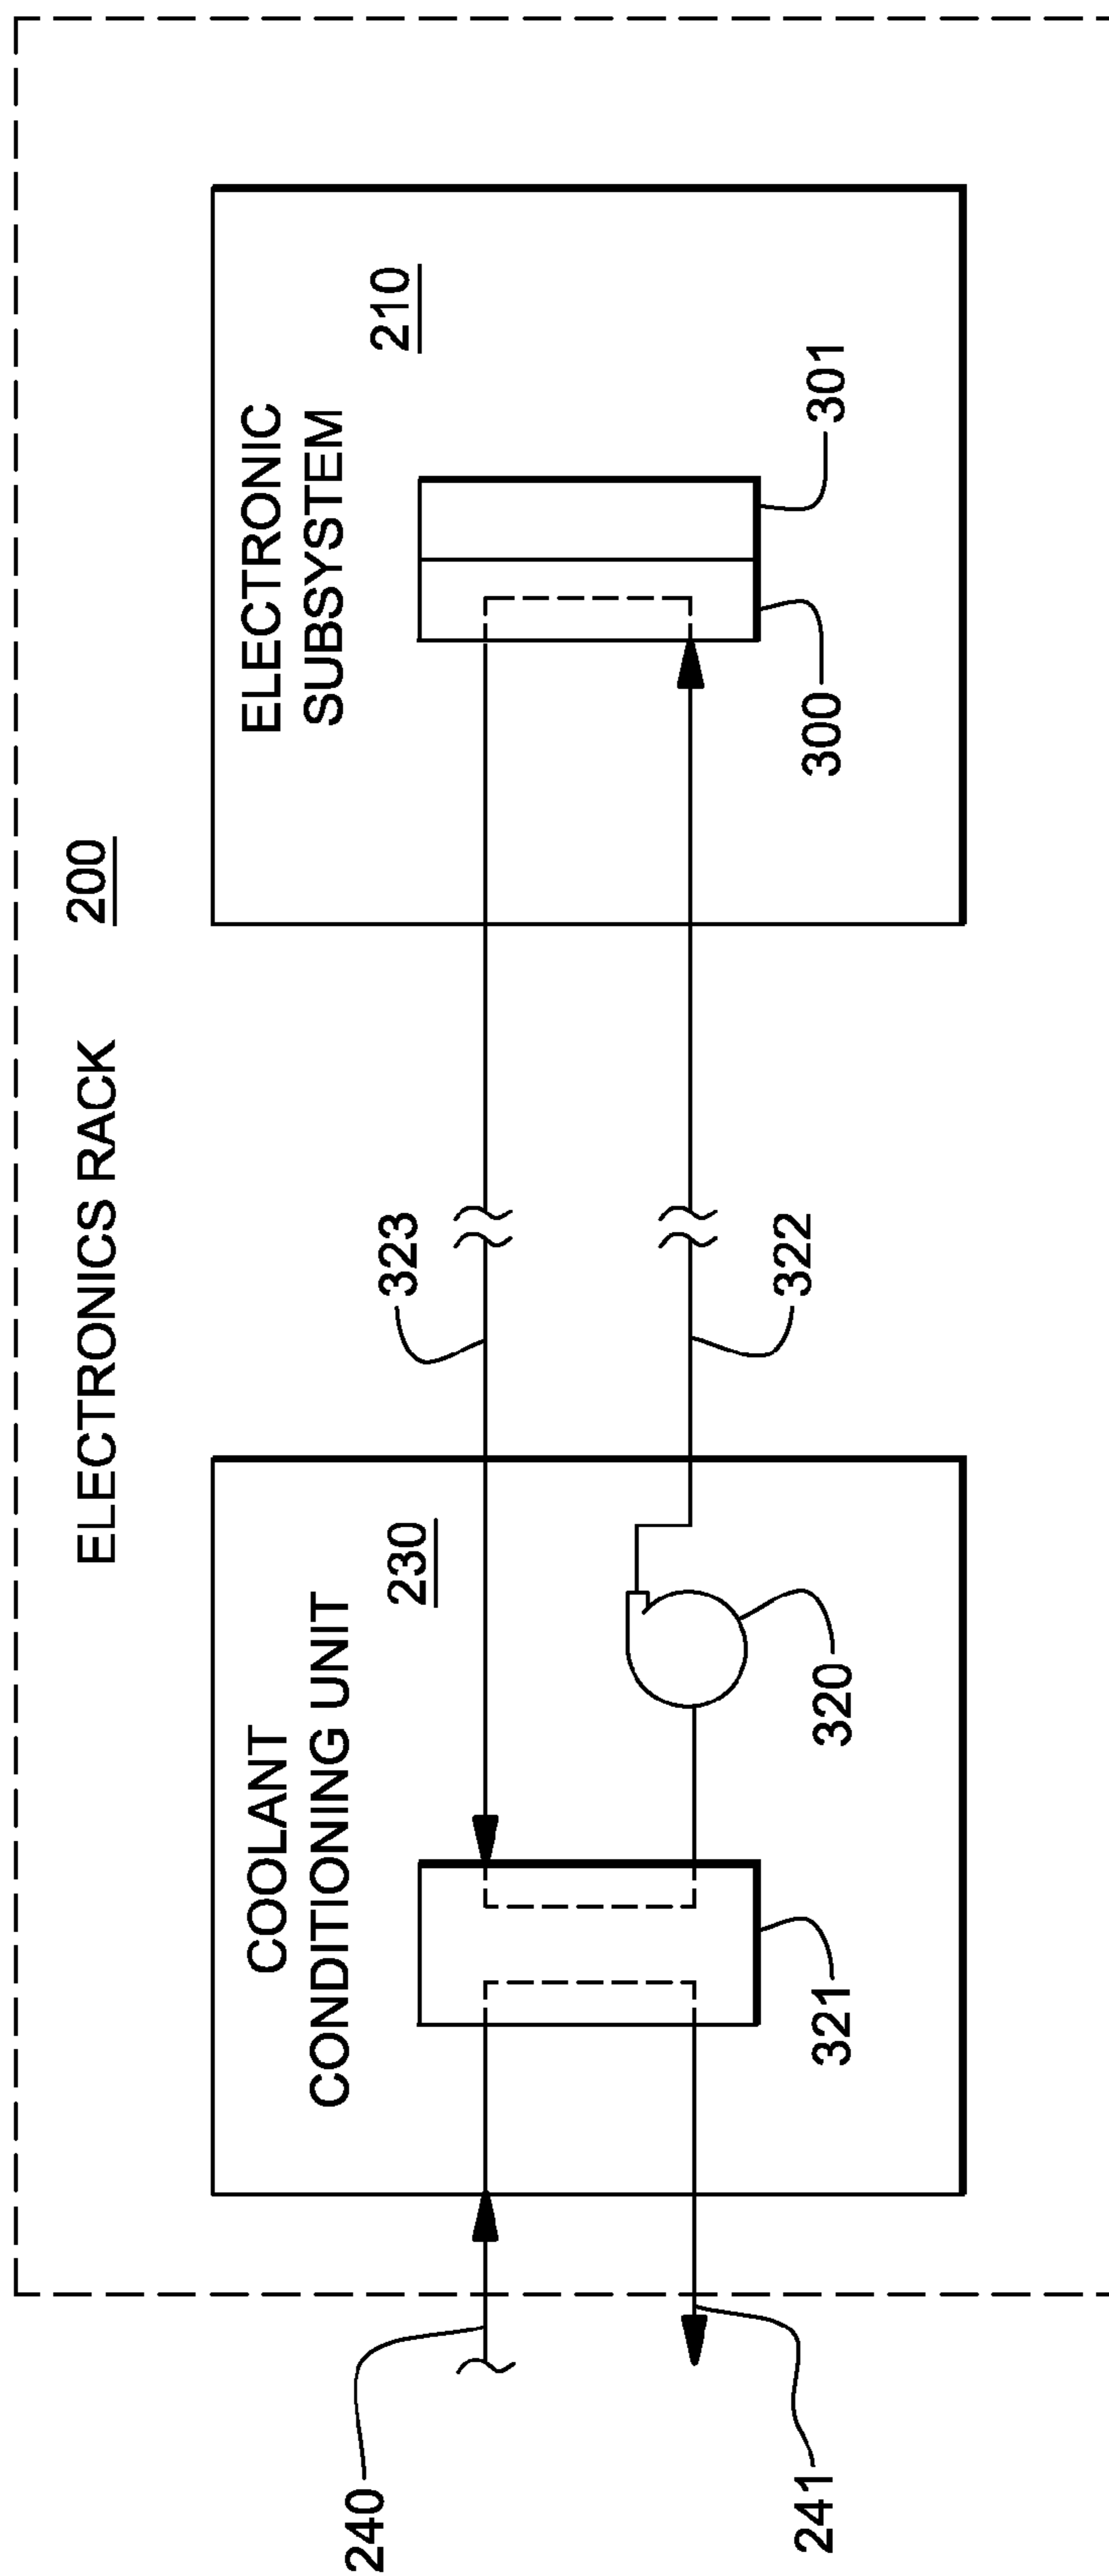 ELECTRONICS RACK 200
COOLANT
CONDITIONING UNIT
230
ELECTRONIC
SUBSYSTEM
210
240
241
323
322
321
320
300
301